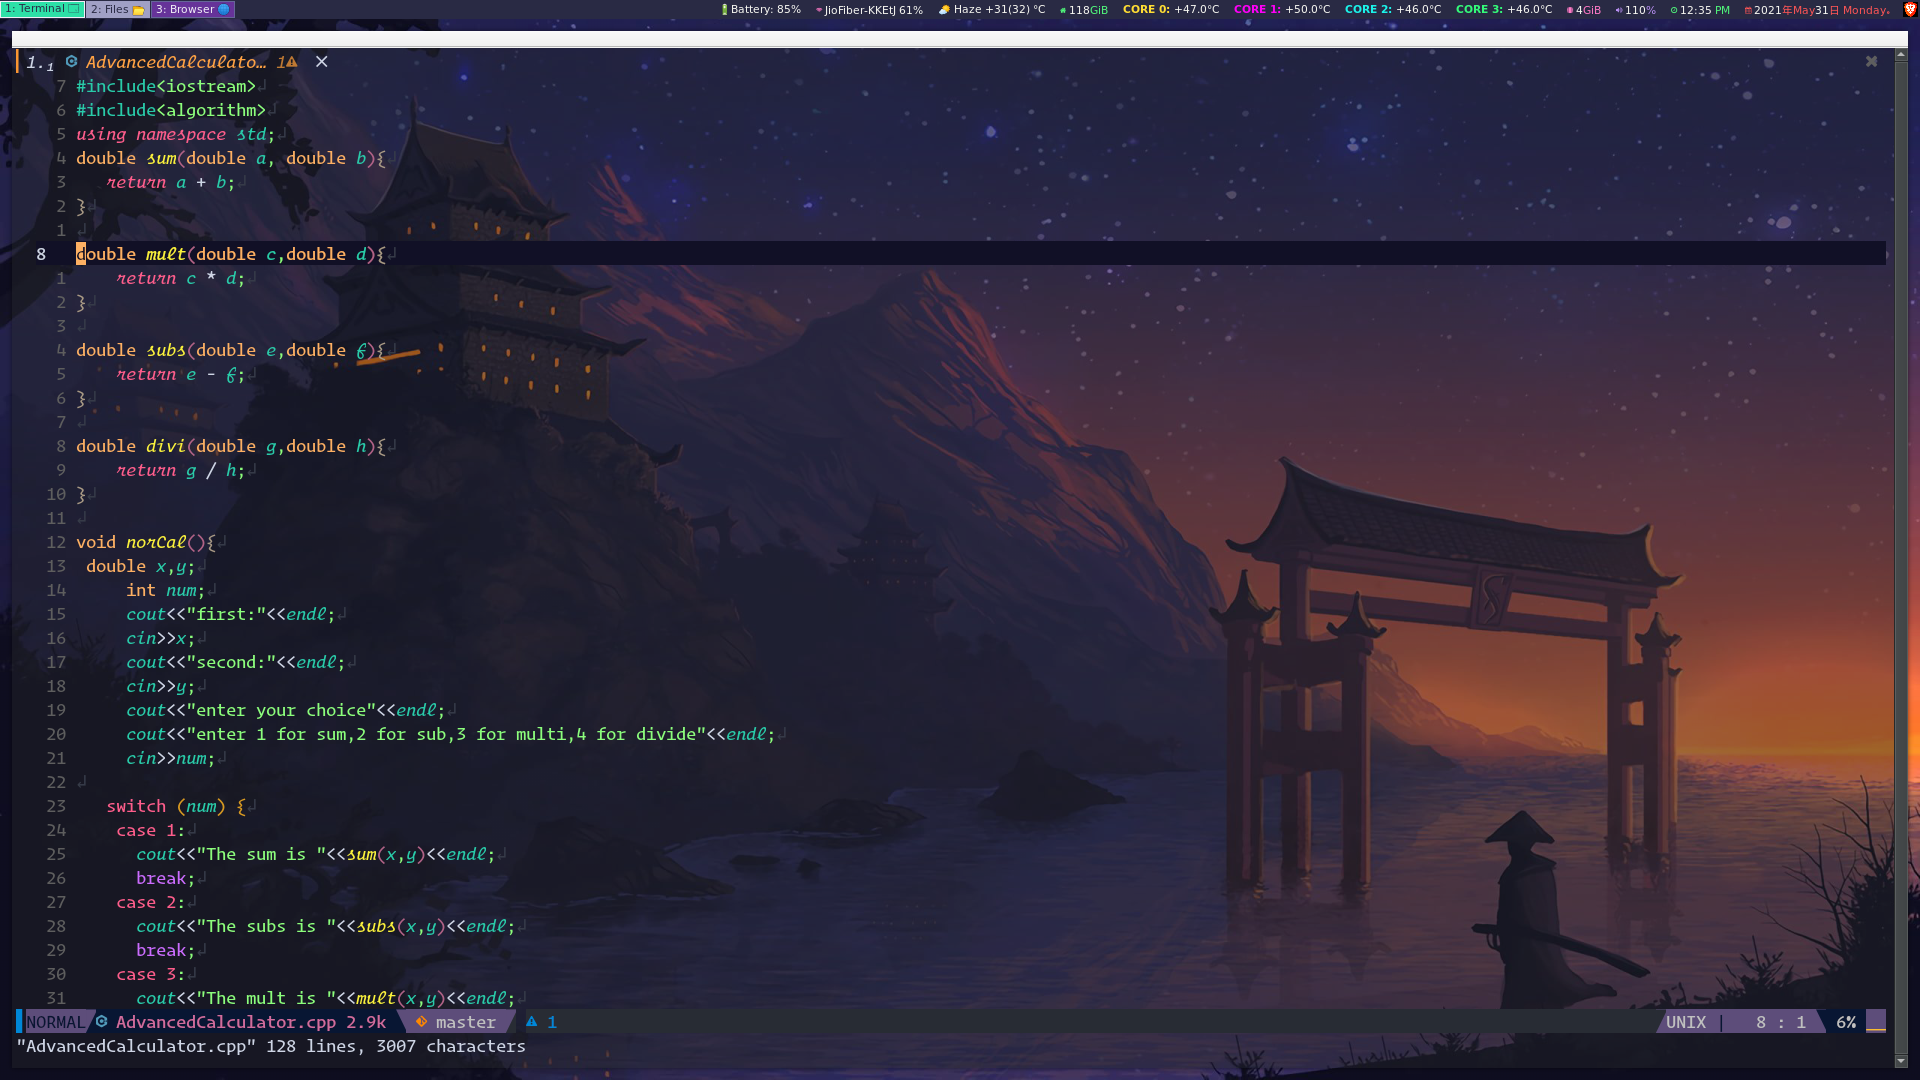 1: Terminal 2: Files 3: Browser Battery: 85% JioFiber-KKEtJ 61% Haze +31(32) °C 118GiB CORE 0: +47.0°C CORE 1: +50.0°C CORE 2: +46.0°C CORE 3: +46.0°C 4GiB 110% 12:35 PM 2021年May31日 Monday。
1.1 AdvancedCalculato… 1 ×
7 #include<iostream>
6 #include<algorithm>
5 using namespace std;
4 double sum(double a, double b){
3 return a + b;
2 }
1
8 double mult(double c,double d){
1 return c * d;
2 }
3
4 double subs(double e,double f){
5 return e - f;
6 }
7
8 double divi(double g,double h){
9 return g / h;
10 }
11
12 void norCal(){
13 double x,y;
14 int num;
15 cout<<"first:"<<endl;
16 cin>>x;
17 cout<<"second:"<<endl;
18 cin>>y;
19 cout<<"enter your choice"<<endl;
20 cout<<"enter 1 for sum,2 for sub,3 for multi,4 for divide"<<endl;
21 cin>>num;
22
23 switch (num) {
24 case 1:
25 cout<<"The sum is "<<sum(x,y)<<endl;
26 break;
27 case 2:
28 cout<<"The subs is "<<subs(x,y)<<endl;
29 break;
30 case 3:
31 cout<<"The mult is "<<mult(x,y)<<endl;
NORMAL AdvancedCalculator.cpp 2.9k master 1 UNIX | 8 : 1 6%
"AdvancedCalculator.cpp" 128 lines, 3007 characters